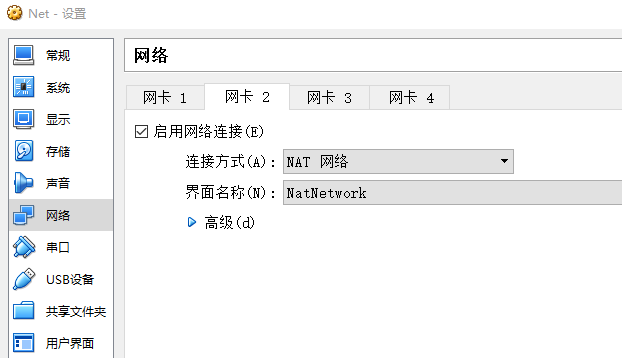 Net - 设置
常规
系统
显示
存储
声音
网络
串口
USB设备
共享文件夹
用户界面
网络
网卡 1
网卡 2
网卡 3
网卡 4
启用网络连接(E)
连接方式(A): NAT 网络
界面名称(N): NatNetwork
高级(d)